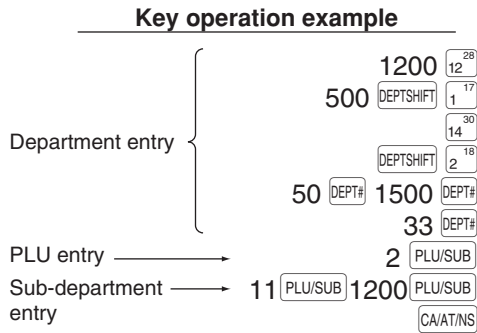 Key operation example
1200 12 28
500 DEPTSHIFT 1 17
14 30
Department entry
DEPTSHIFT 2 18
50 DEPT# 1500 DEPT#
33 DEPT#
PLU entry 2 PLU/SUB
Sub-department entry 11 PLU/SUB 1200 PLU/SUB
CA/AT/NS